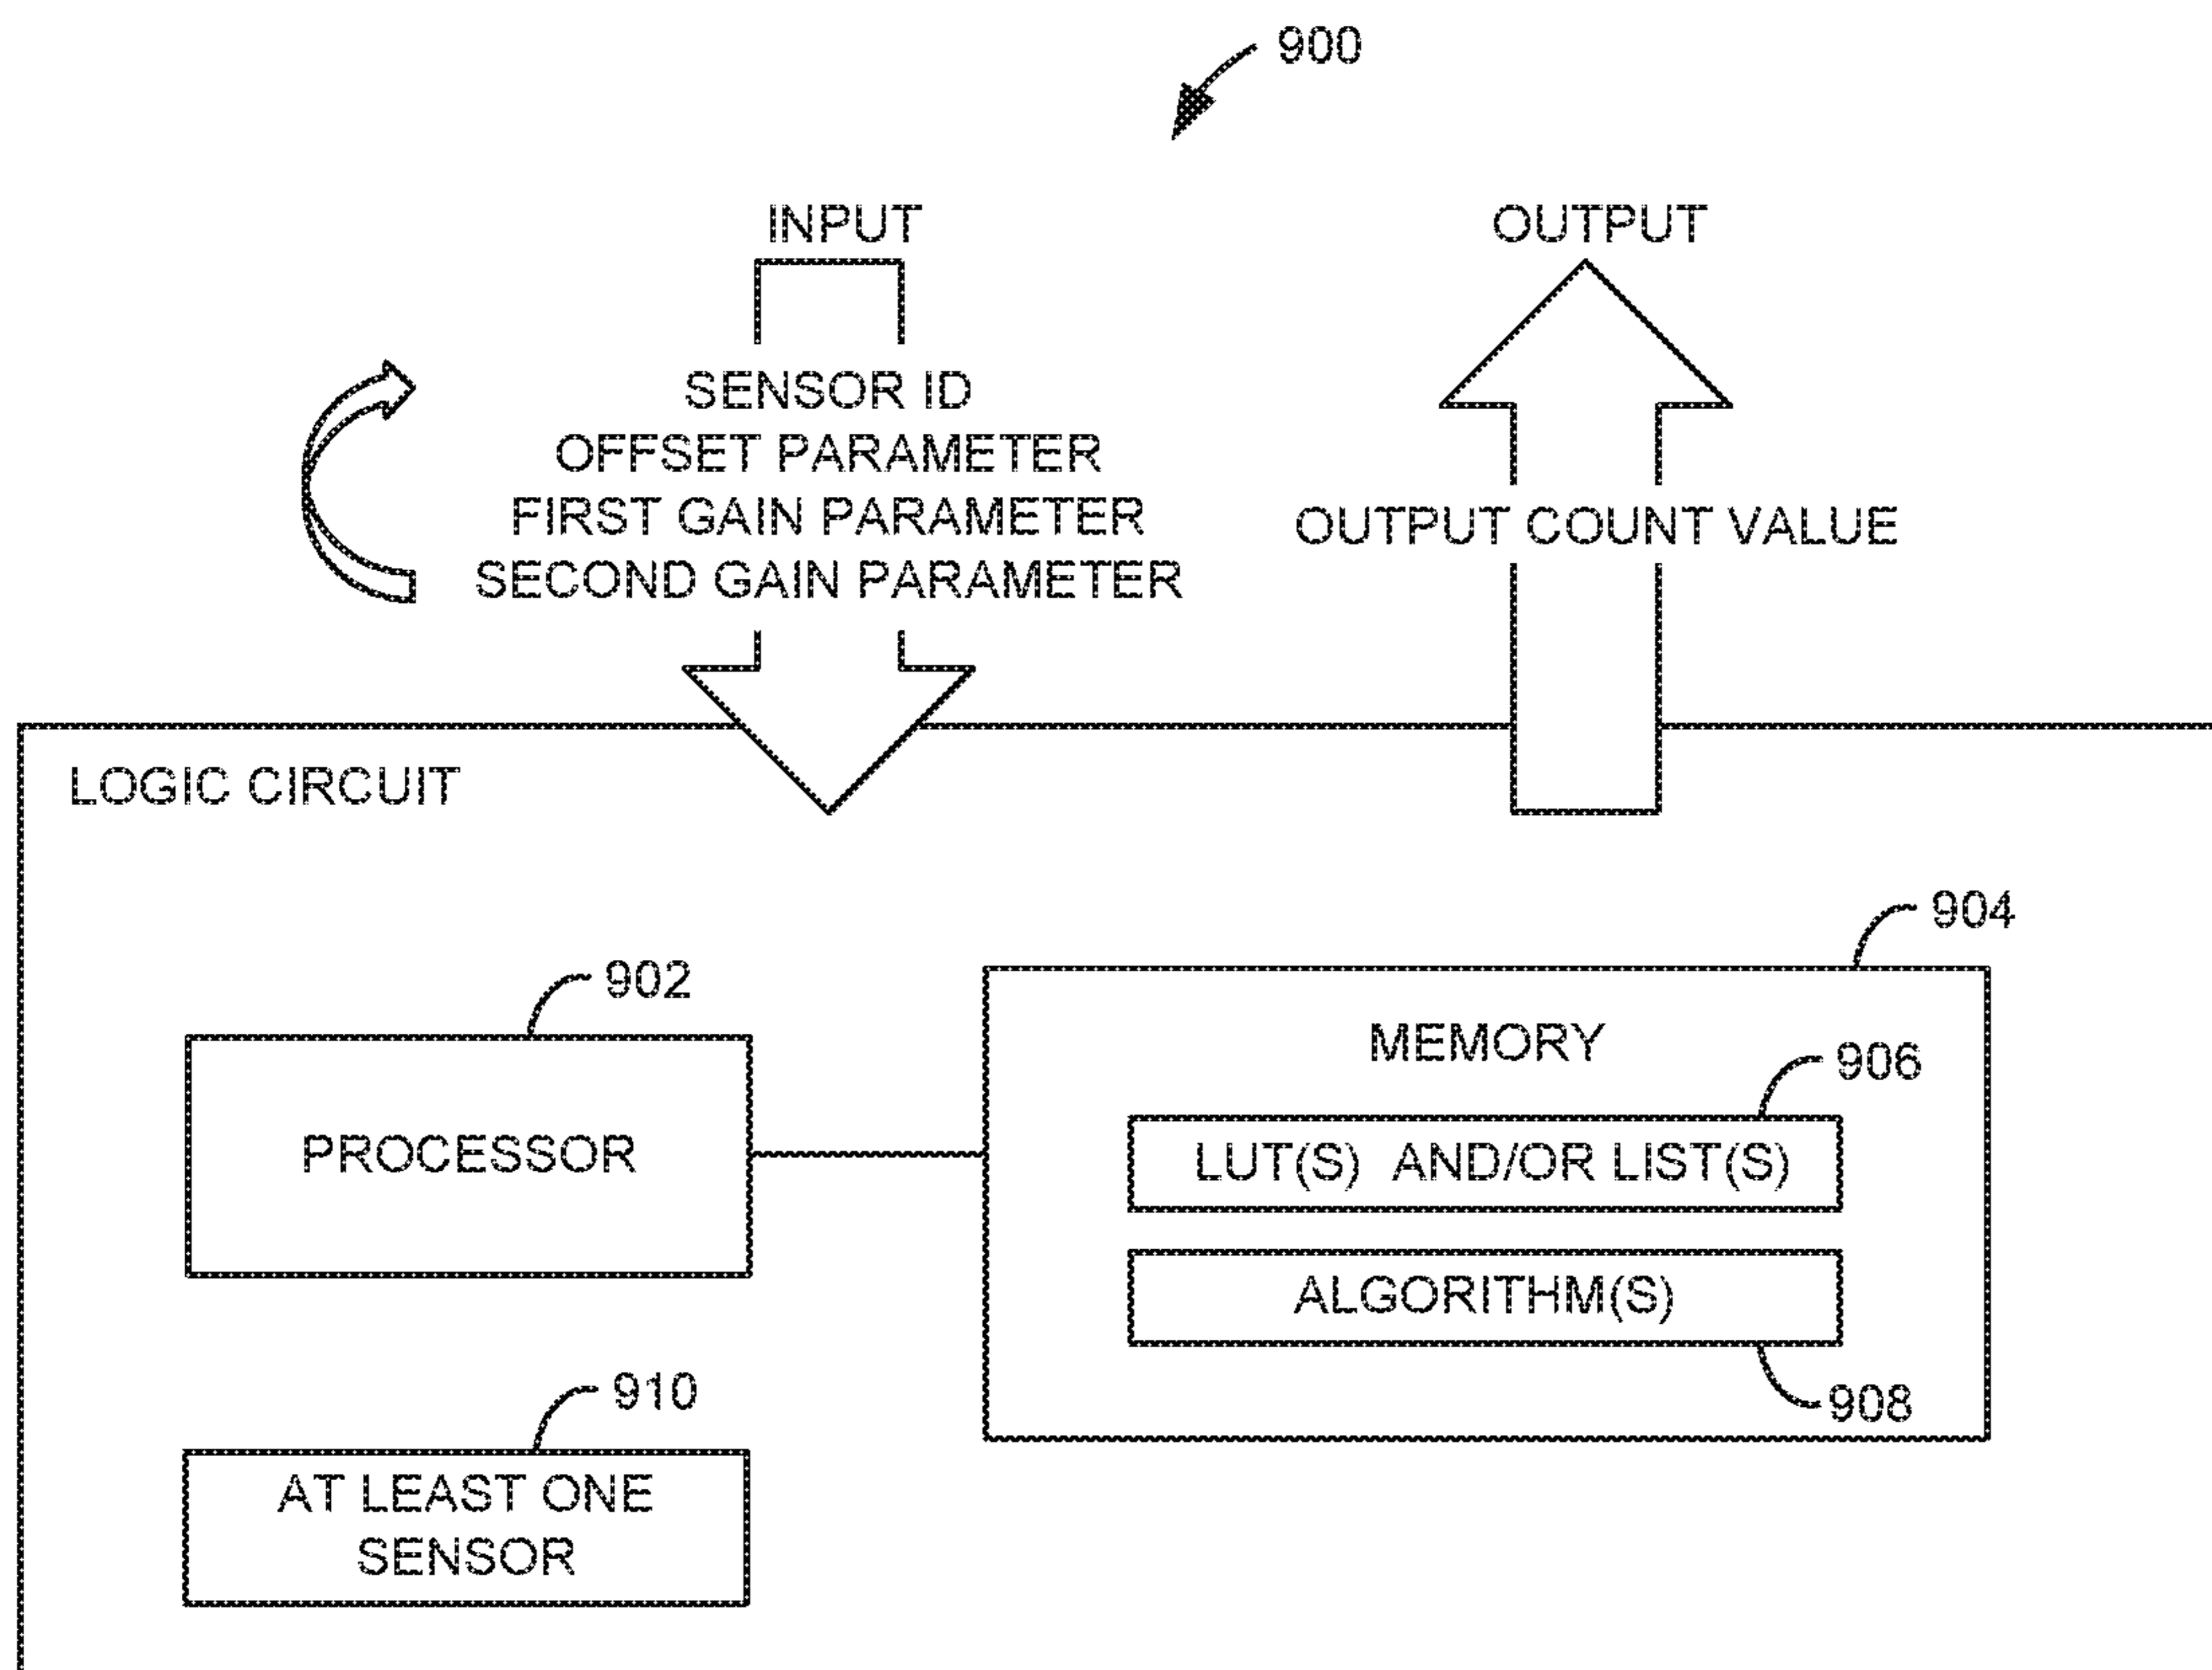 900
INPUT
OUTPUT
SENSOR ID
OFFSET PARAMETER
FIRST GAIN PARAMETER
SECOND GAIN PARAMETER
OUTPUT COUNT VALUE
LOGIC CIRCUIT
904
902
MEMORY
906
PROCESSOR
LUT(S) AND/OR LIST(S)
ALGORITHM(S)
910
908
AT LEAST ONE
SENSOR